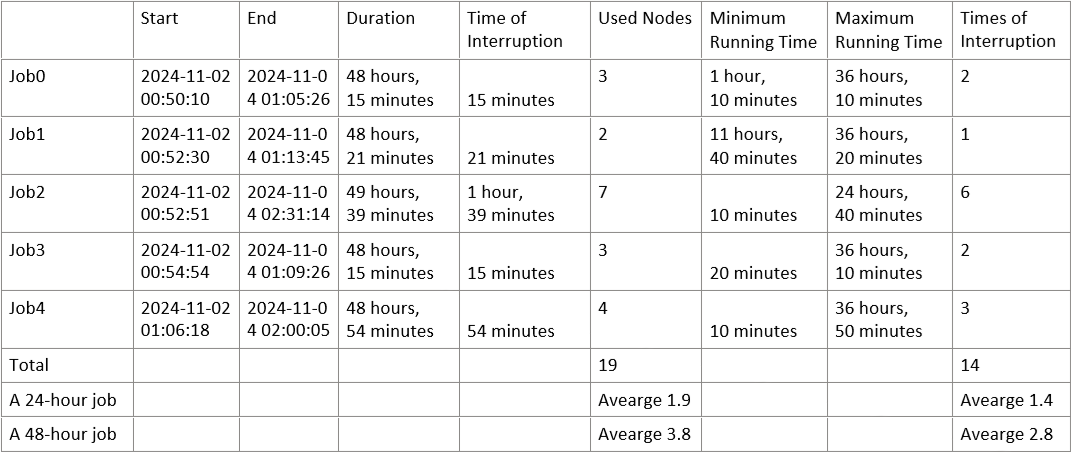 Start End Duration Time of Interruption Used Nodes Minimum Running Time Maximum Running Time Times of Interruption
Job0 2024-11-02 00:50:10 2024-11-04 01:05:26 48 hours, 15 minutes 15 minutes 3 1 hour, 10 minutes 36 hours, 10 minutes 2
Job1 2024-11-02 00:52:30 2024-11-04 01:13:45 48 hours, 21 minutes 21 minutes 2 11 hours, 40 minutes 36 hours, 20 minutes 1
Job2 2024-11-02 00:52:51 2024-11-04 02:31:14 49 hours, 39 minutes 1 hour, 39 minutes 7 10 minutes 24 hours, 40 minutes 6
Job3 2024-11-02 00:54:54 2024-11-04 01:09:26 48 hours, 15 minutes 15 minutes 3 20 minutes 36 hours, 10 minutes 2
Job4 2024-11-02 01:06:18 2024-11-04 02:00:05 48 hours, 54 minutes 54 minutes 4 10 minutes 36 hours, 50 minutes 3
Total 19 14
A 24-hour job Avearge 1.9 Avearge 1.4
A 48-hour job Avearge 3.8 Avearge 2.8